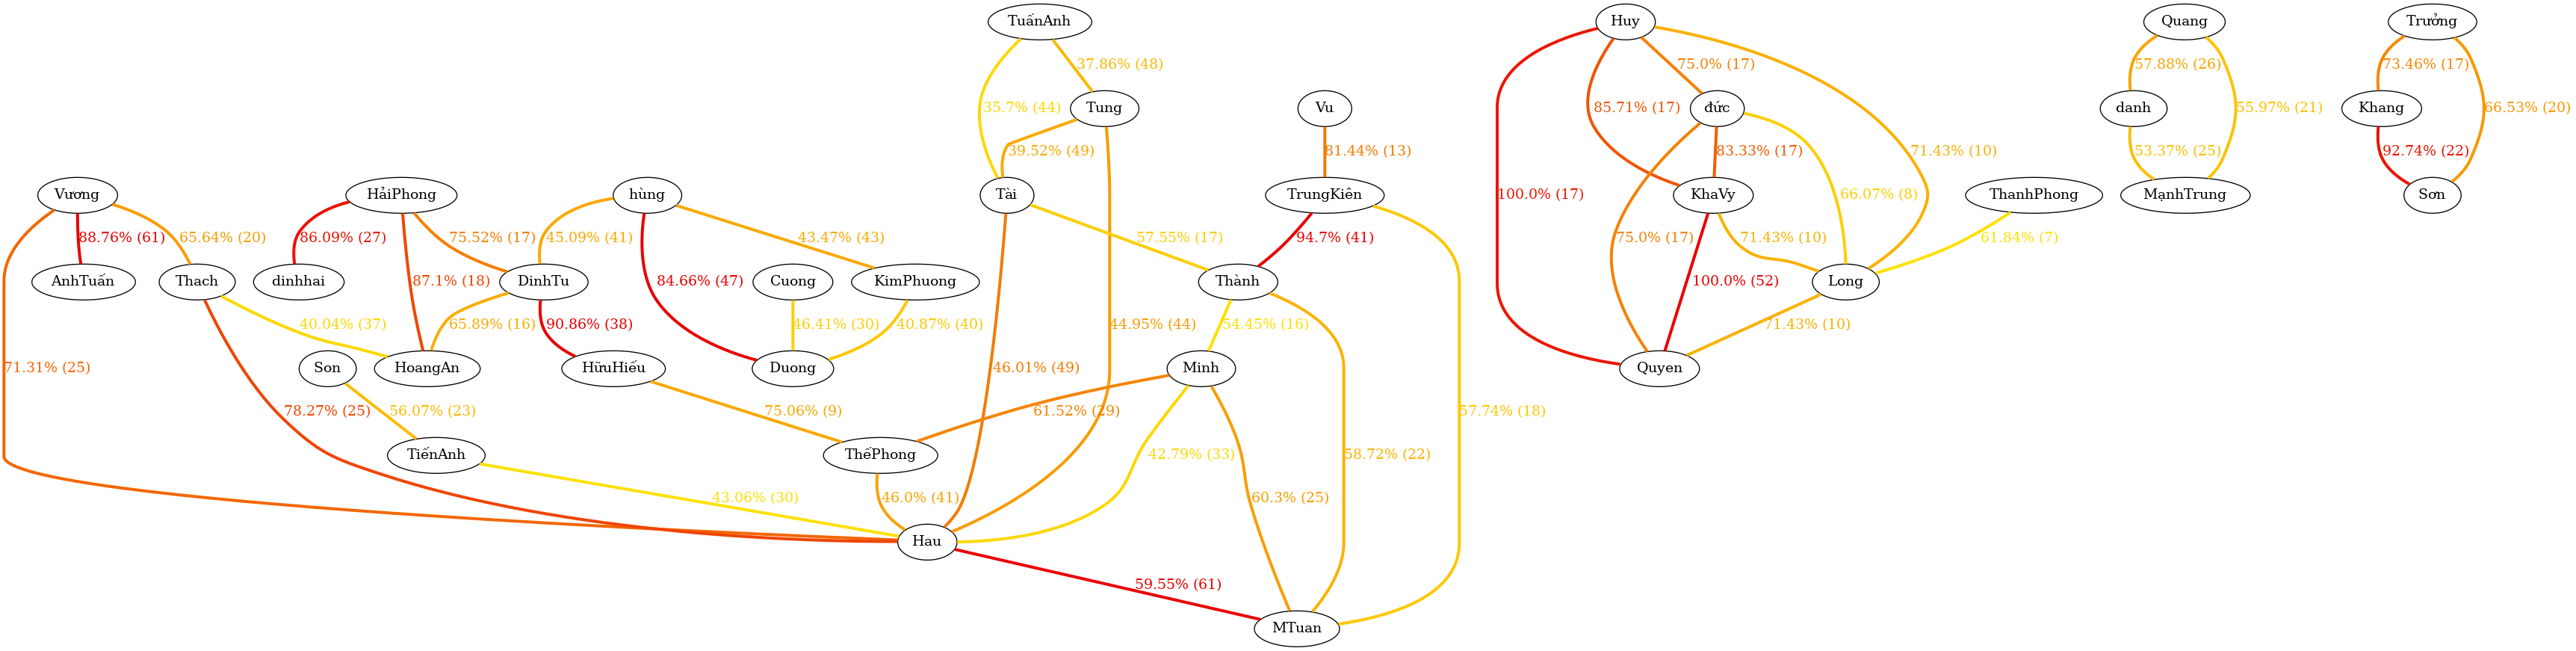 TuấnAnh
Huy
Quang
Trưởng
37.86% (48)
75.0% (17)
57.88% (26)
73.46% (17)
35.7% (44)
Tung
Vu
85.71% (17)
đức
danh
55.97% (21)
Khang
66.53% (20)
39.52% (49)
81.44% (13)
83.33% (17)
71.43% (10)
53.37% (25)
92.74% (22)
Vương
HảiPhong
hùng
Tài
TrungKiên
100.0% (17)
KhaVy
66.07% (8)
ThanhPhong
MạnhTrung
Sơn
88.76% (61)
65.64% (20)
86.09% (27)
75.52% (17)
45.09% (41)
43.47% (43)
57.55% (17)
94.7% (41)
75.0% (17)
71.43% (10)
61.84% (7)
AnhTuấn
Thach
dinhhai
87.1% (18)
DinhTu
84.66% (47)
Cuong
KimPhuong
Thành
100.0% (52)
Long
40.04% (37)
65.89% (16)
90.86% (38)
46.41% (30)
40.87% (40)
44.95% (44)
54.45% (16)
71.43% (10)
71.31% (25)
Son
HoangAn
HữuHiếu
Duong
46.01% (49)
Minh
Quyen
78.27% (25)
56.07% (23)
75.06% (9)
61.52% (29)
57.74% (18)
TiếnAnh
ThếPhong
42.79% (33)
58.72% (22)
43.06% (30)
46.0% (41)
60.3% (25)
Hau
59.55% (61)
MTuan